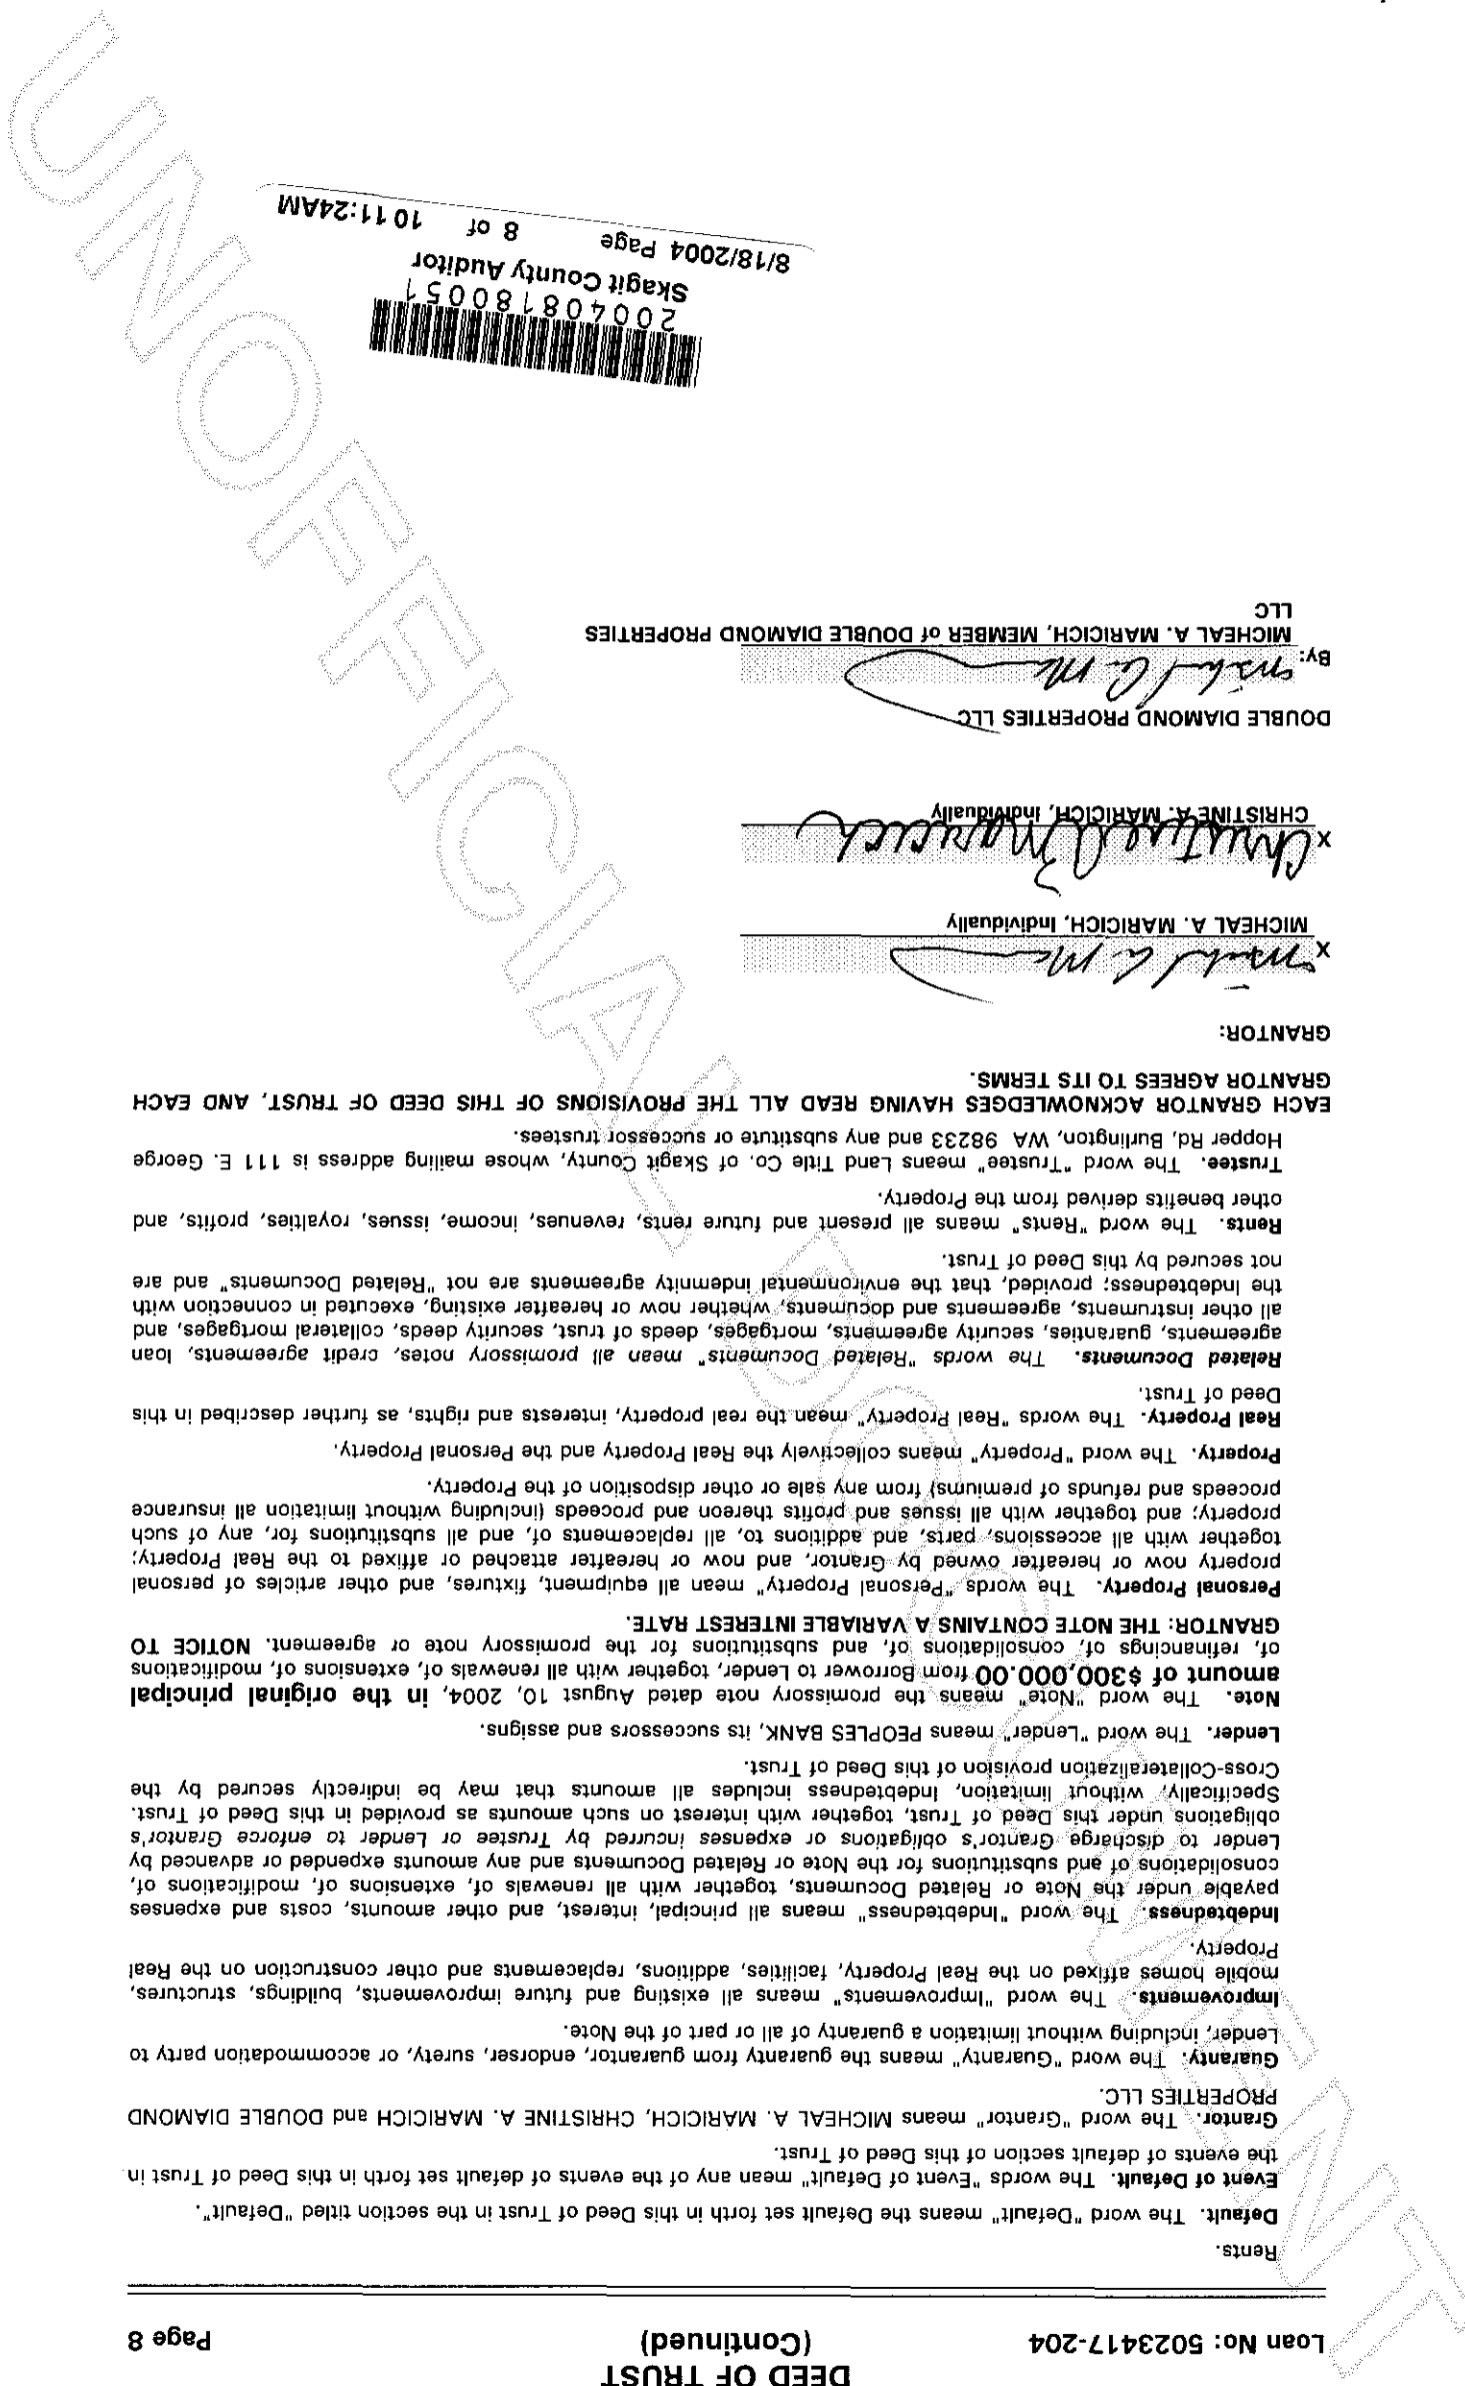 DEED OF TRUST
Loan No: 5023417-204 (Continued) Page 8
Rents.
Default. The word "Default" means the Default set forth in this Deed of Trust in the section titled "Default".
Event of Default. The words "Event of Default" mean any of the events of default set forth in this Deed of Trust in
the events of default section of this Deed of Trust.
Grantor. The word "Grantor" means MICHEAL A. MARICICH, CHRISTINE A. MARICICH and DOUBLE DIAMOND
PROPERTIES LLC.
Guaranty. The word "Guaranty" means the guaranty from guarantor, endorser, surety, or accommodation party to
Lender, including without limitation a guaranty of all or part of the Note.
Improvements. The word "Improvements" means all existing and future improvements, buildings, structures,
mobile homes affixed on the Real Property, facilities, additions, replacements and other construction on the Real
Property.
Indebtedness. The word "Indebtedness" means all principal, interest, and other amounts, costs and expenses
payable under the Note or Related Documents, together with all renewals of, extensions of, modifications of,
consolidations of and substitutions for the Note or Related Documents and any amounts expended or advanced by
Lender to discharge Grantor's obligations or expenses incurred by Trustee or Lender to enforce Grantor's
obligations under this Deed of Trust, together with interest on such amounts as provided in this Deed of Trust.
Specifically, without limitation, Indebtedness includes all amounts that may be indirectly secured by the
Cross-Collateralization provision of this Deed of Trust.
Lender. The word "Lender" means PEOPLES BANK, its successors and assigns.
Note. The word "Note" means the promissory note dated August 10, 2004, in the original principal
amount of $300,000.00 from Borrower to Lender, together with all renewals of, extensions of, modifications
of, refinancings of, consolidations of, and substitutions for the promissory note or agreement. NOTICE TO
GRANTOR: THE NOTE CONTAINS A VARIABLE INTEREST RATE.
Personal Property. The words "Personal Property" mean all equipment, fixtures, and other articles of personal
property now or hereafter owned by Grantor, and now or hereafter attached or affixed to the Real Property;
together with all accessions, parts, and additions to, all replacements of, and all substitutions for, any of such
property; and together with all issues and profits thereon and proceeds (including without limitation all insurance
proceeds and refunds of premiums) from any sale or other disposition of the Property.
Property. The word "Property" means collectively the Real Property and the Personal Property.
Real Property. The words "Real Property" mean the real property, interests and rights, as further described in this
Deed of Trust.
Related Documents. The words "Related Documents" mean all promissory notes, credit agreements, loan
agreements, guaranties, security agreements, mortgages, deeds of trust, security deeds, collateral mortgages, and
all other instruments, agreements and documents, whether now or hereafter existing, executed in connection with
the Indebtedness; provided, that the environmental indemnity agreements are not "Related Documents" and are
not secured by this Deed of Trust.
Rents. The word "Rents" means all present and future rents, revenues, income, issues, royalties, profits, and
other benefits derived from the Property.
Trustee. The word "Trustee" means Land Title Co. of Skagit County, whose mailing address is 111 E. George
Hopper Rd, Burlington, WA 98233 and any substitute or successor trustees.
EACH GRANTOR ACKNOWLEDGES HAVING READ ALL THE PROVISIONS OF THIS DEED OF TRUST, AND EACH
GRANTOR AGREES TO ITS TERMS.
GRANTOR:
X
MICHEAL A. MARICICH, Individually
X Christine A Maricich
CHRISTINE A. MARICICH, Individually
DOUBLE DIAMOND PROPERTIES LLC
By:
MICHEAL A. MARICICH, MEMBER of DOUBLE DIAMOND PROPERTIES
LLC
200408180051
Skagit County Auditor
8/18/2004 Page 8 of 10 11:24AM
UNOFFICIAL DOCUMENT